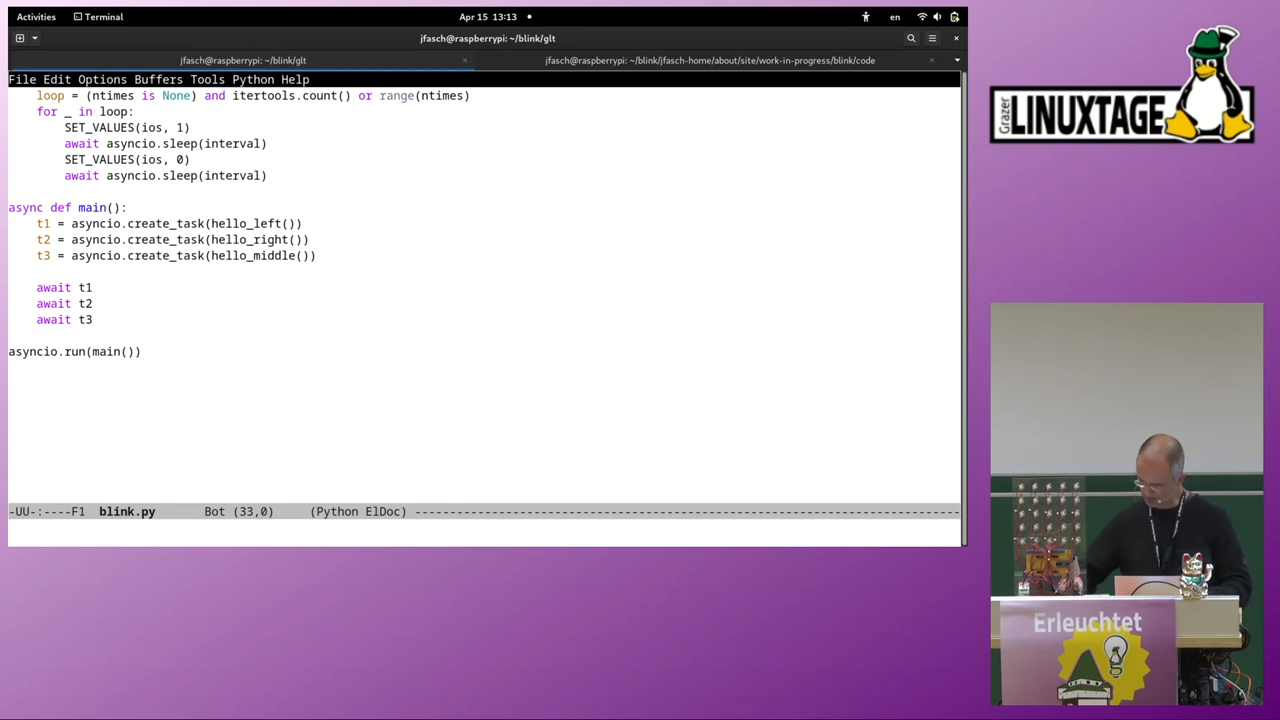 Activities
Terminal
Apr 15 13:13
en
jfasch@raspberrypi: ~/blink/glt
jfasch@raspberrypi: ~/blink/glt
jfasch@raspberrypi: ~/blink/jfasch-home/about/site/work-in-progress/blink/code
File Edit Options Buffers Tools Python Help
loop = (ntimes is None) and itertools.count() or range(ntimes)
for _ in loop:
SET_VALUES(ios, 1)
await asyncio.sleep(interval)
SET_VALUES(ios, 0)
await asyncio.sleep(interval)
async def main():
t1 = asyncio.create_task(hello_left())
t2 = asyncio.create_task(hello_right())
t3 = asyncio.create_task(hello_middle())
await t1
await t2
await t3
asyncio.run(main())
-UU-:----F1  blink.py       Bot (33,0)     (Python ElDoc) ------------------------------------------------------------------------------
Grazer
LINUXTAGE
Erleuchtet